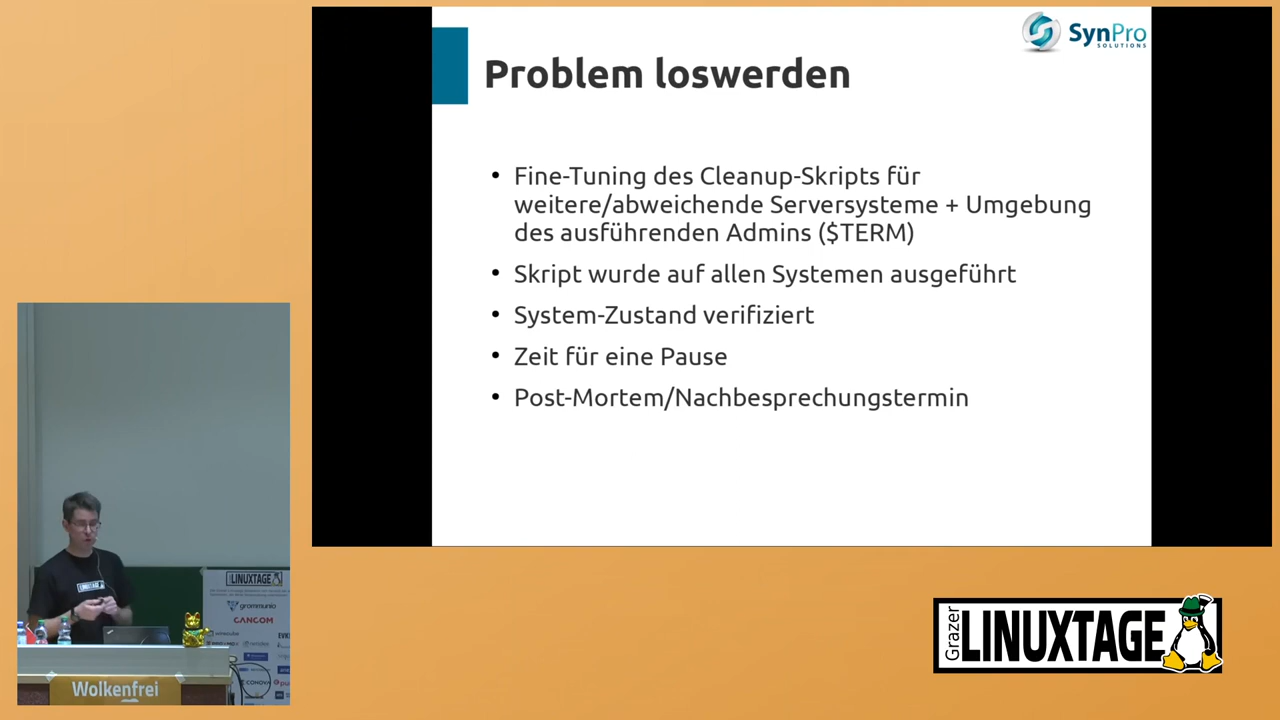 SynPro
SOLUTIONS
Problem loswerden
• Fine-Tuning des Cleanup-Skripts für
weitere/abweichende Serversysteme + Umgebung
des ausführenden Admins ($TERM)
• Skript wurde auf allen Systemen ausgeführt
• System-Zustand verifiziert
• Zeit für eine Pause
• Post-Mortem/Nachbesprechungstermin
LINUXTAGE
LINUXTAGE
grammunio
CANCOM
Wolkenfrei
Grazer
LINUXTAGE